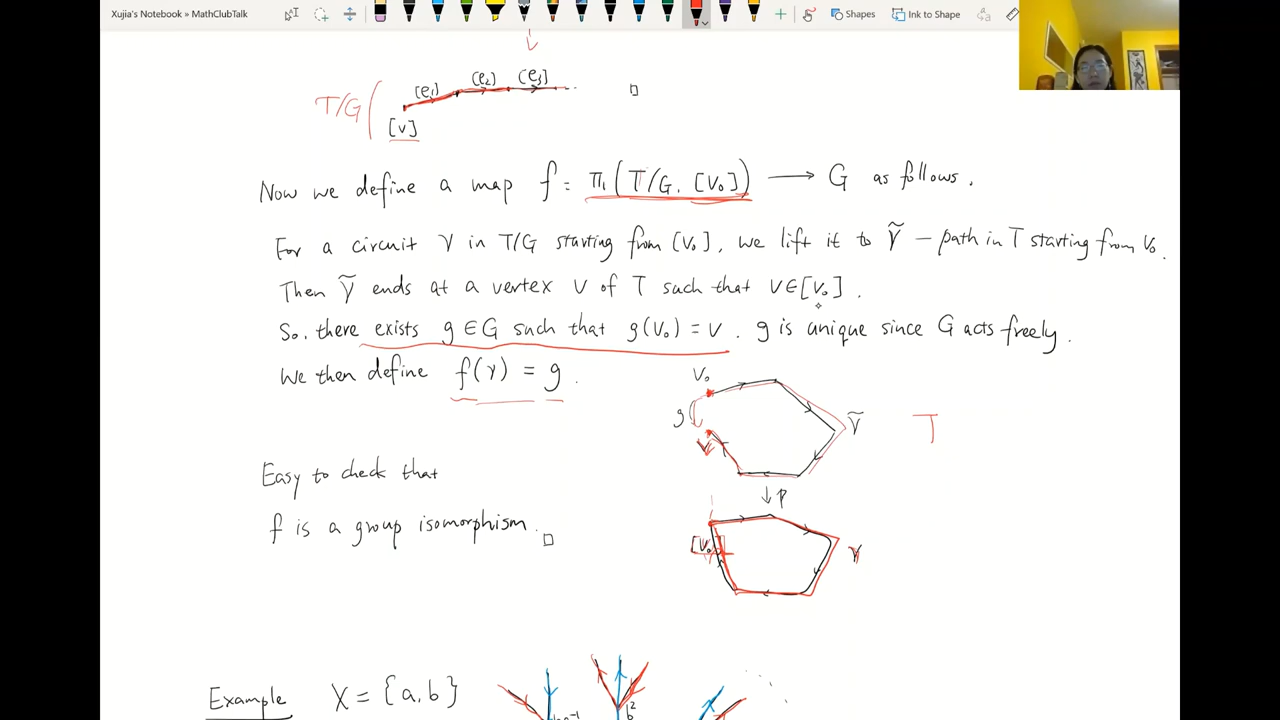 Xujia's Notebook » MathClubTalk
Shapes
Ink to Shape
[e₁] [e₂] [e₃]
T/G
[v]
Now we define a map f = π₁(T/G, [v₀]) → G as follows.
For a circuit γ in T/G starting from [v₀], we lift it to γ̃ – path in T starting from v₀.
Then γ̃ ends at a vertex v of T such that v∈[v₀].
So, there exists g∈G such that g(v₀) = v. g is unique since G acts freely.
We then define f(γ) = g.
v₀
g
γ̃
T
v
Easy to check that
↓ p
f is a group isomorphism. □
[v₀]
γ
Example X = {a, b}
b²